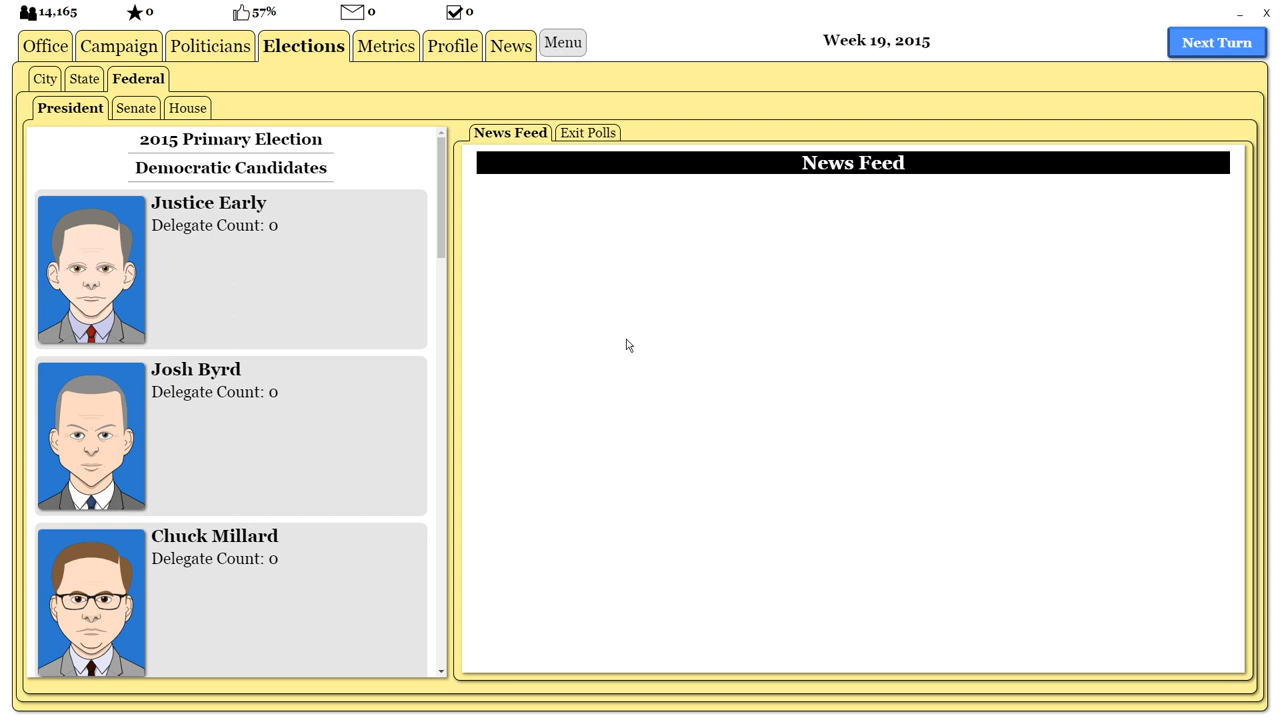 14,165 0 57% 0 0
_ X
Office Campaign Politicians Elections Metrics Profile News Menu
Week 19, 2015
Next Turn
City State Federal
President Senate House
2015 Primary Election
Democratic Candidates
Justice Early
Delegate Count: 0
Josh Byrd
Delegate Count: 0
Chuck Millard
Delegate Count: 0
News Feed Exit Polls
News Feed